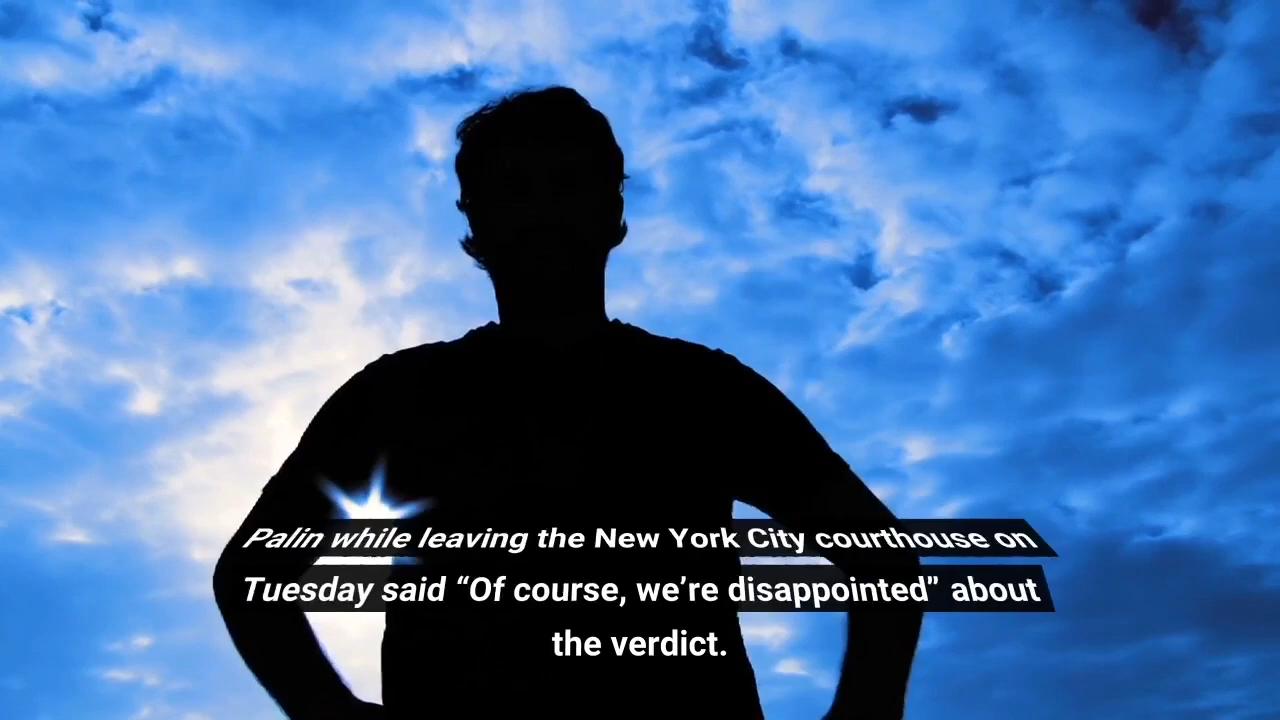 Palin while leaving the New York City courthouse on
Tuesday said “Of course, we’re disappointed” about
the verdict.